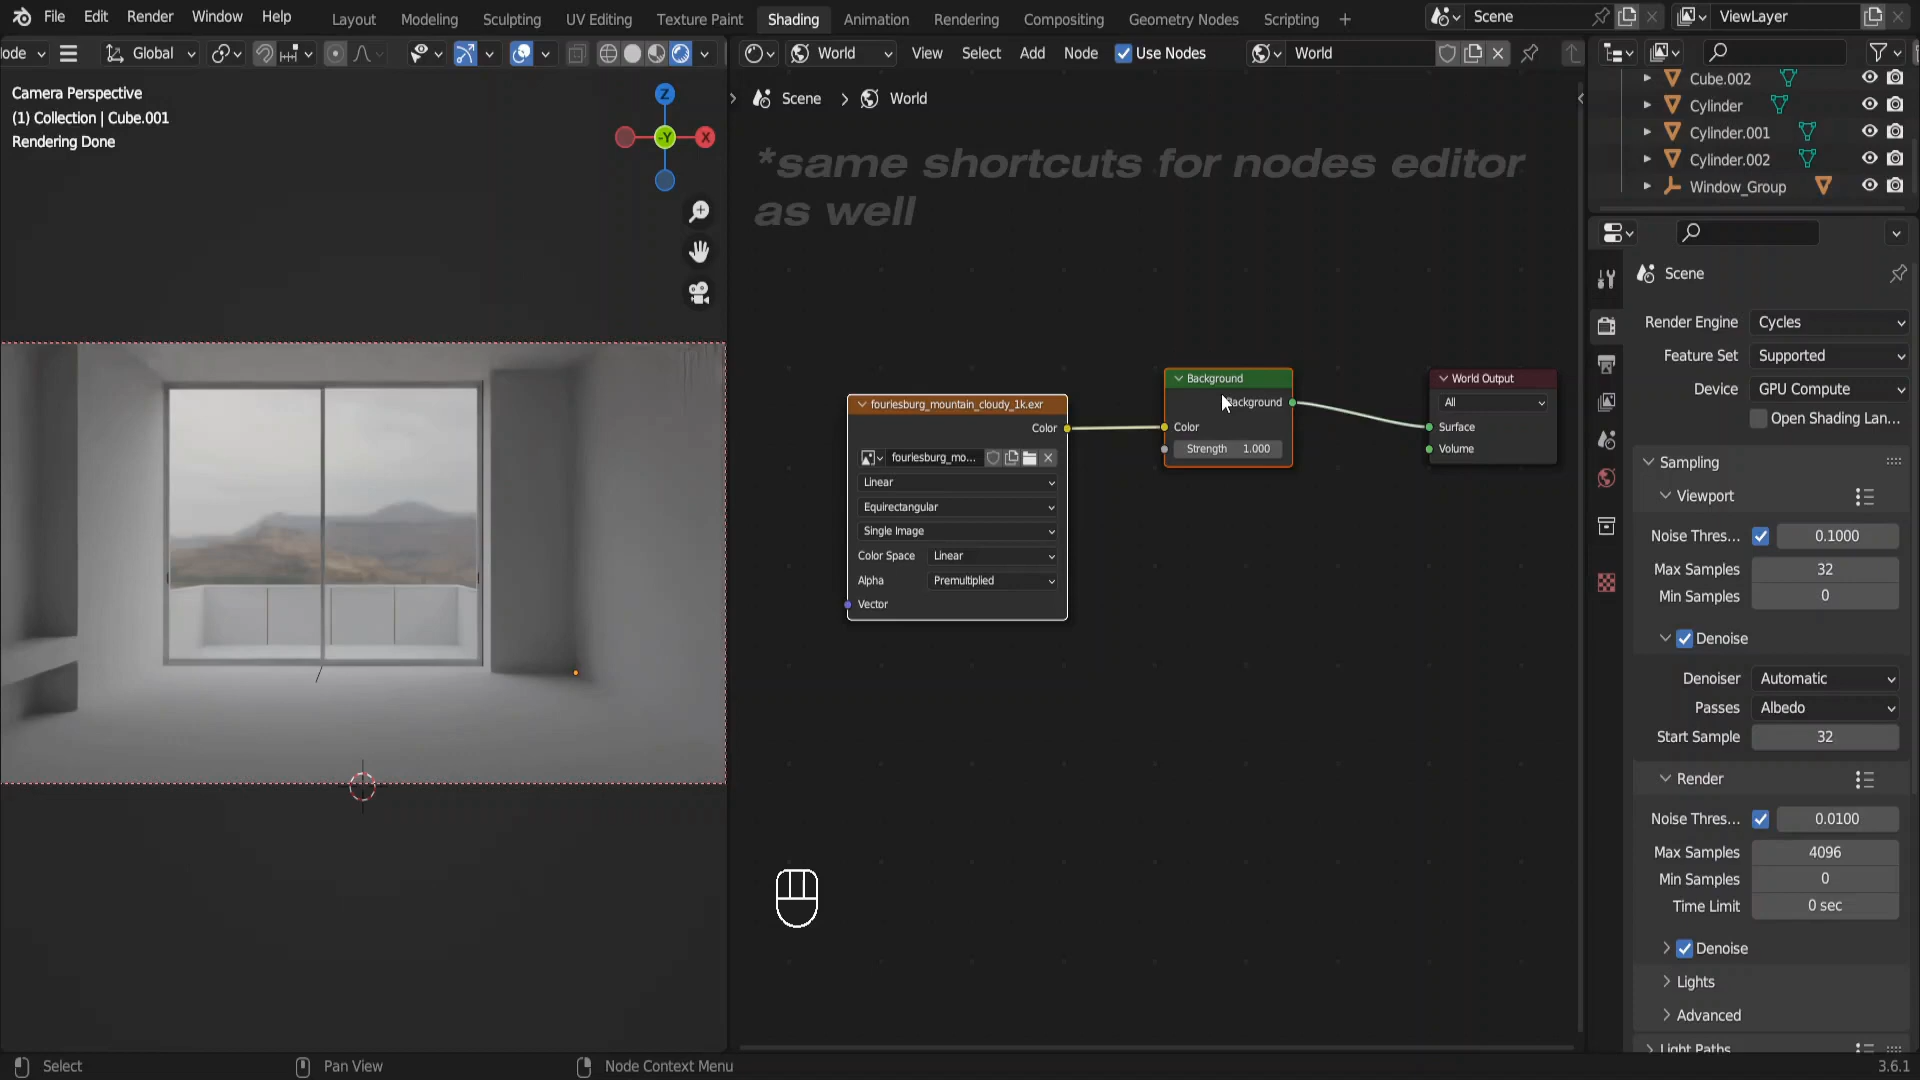 File Edit Render Window Help Layout Modeling Sculpting UV Editing Texture Paint Shading Animation Rendering Compositing Geometry Nodes Scripting + Scene ViewLayer
ode Global World View Select Add Node Use Nodes World
Camera Perspective
(1) Collection | Cube.001
Rendering Done
Z
-Y
X
Scene > World
*same shortcuts for nodes editor
as well
fouriesburg_mountain_cloudy_1k.exr
Color
fouriesburg_mo...
Linear
Equirectangular
Single Image
Color Space Linear
Alpha Premultiplied
Vector
Background
Background
Color
Strength 1.000
World Output
All
Surface
Volume
Cube.002
Cylinder
Cylinder.001
Cylinder.002
Window_Group
Scene
Render Engine Cycles
Feature Set Supported
Device GPU Compute
Open Shading Lan...
Sampling
Viewport
Noise Thres... 0.1000
Max Samples 32
Min Samples 0
Denoise
Denoiser Automatic
Passes Albedo
Start Sample 32
Render
Noise Thres... 0.0100
Max Samples 4096
Min Samples 0
Time Limit 0 sec
Denoise
Lights
Advanced
Light Paths
Select Pan View Node Context Menu 3.6.1